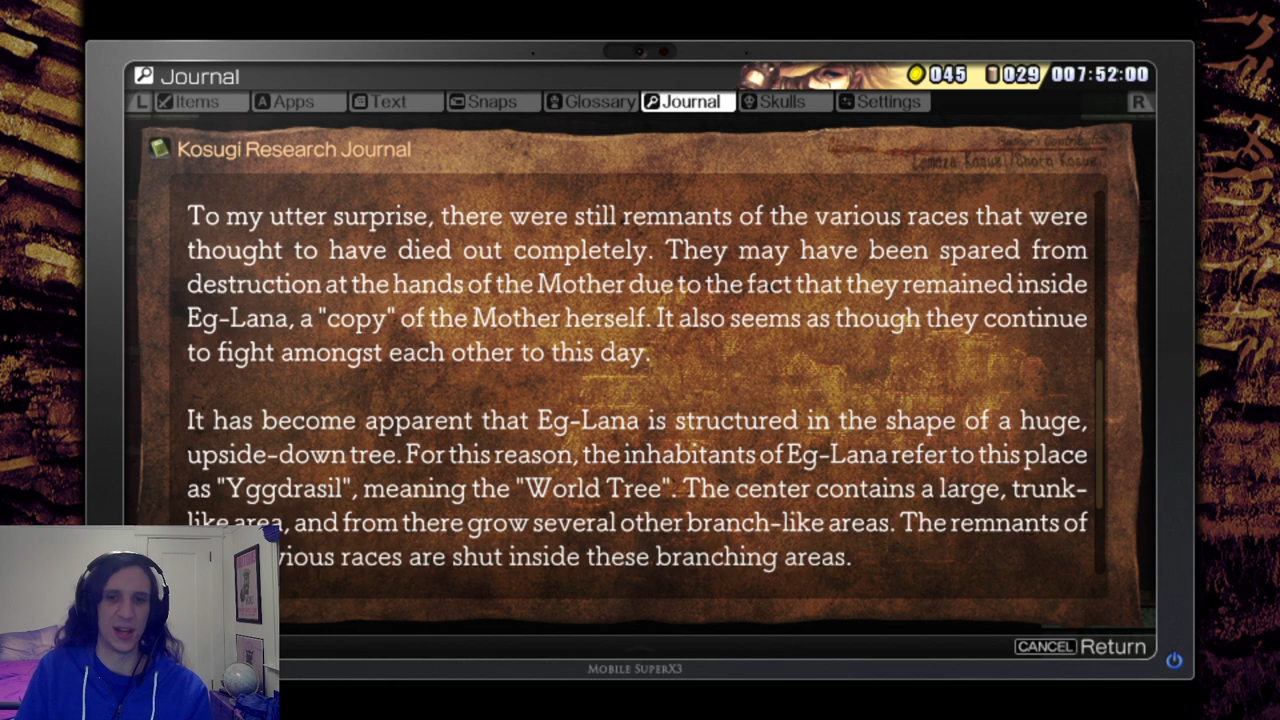 Journal
045 029 007:52:00
L Items Apps Text Snaps Glossary Journal Skulls Settings R
Kosugi Research Journal
Lemeza Kosugi/Shorn Kosugi
To my utter surprise, there were still remnants of the various races that were
thought to have died out completely. They may have been spared from
destruction at the hands of the Mother due to the fact that they remained inside
Eg-Lana, a "copy" of the Mother herself. It also seems as though they continue
to fight amongst each other to this day.
It has become apparent that Eg-Lana is structured in the shape of a huge,
upside-down tree. For this reason, the inhabitants of Eg-Lana refer to this place
as "Yggdrasil", meaning the "World Tree". The center contains a large, trunk-
like area, and from there grow several other branch-like areas. The remnants of
races are shut inside these branching areas.
CANCEL Return
MOBILE SUPERX3